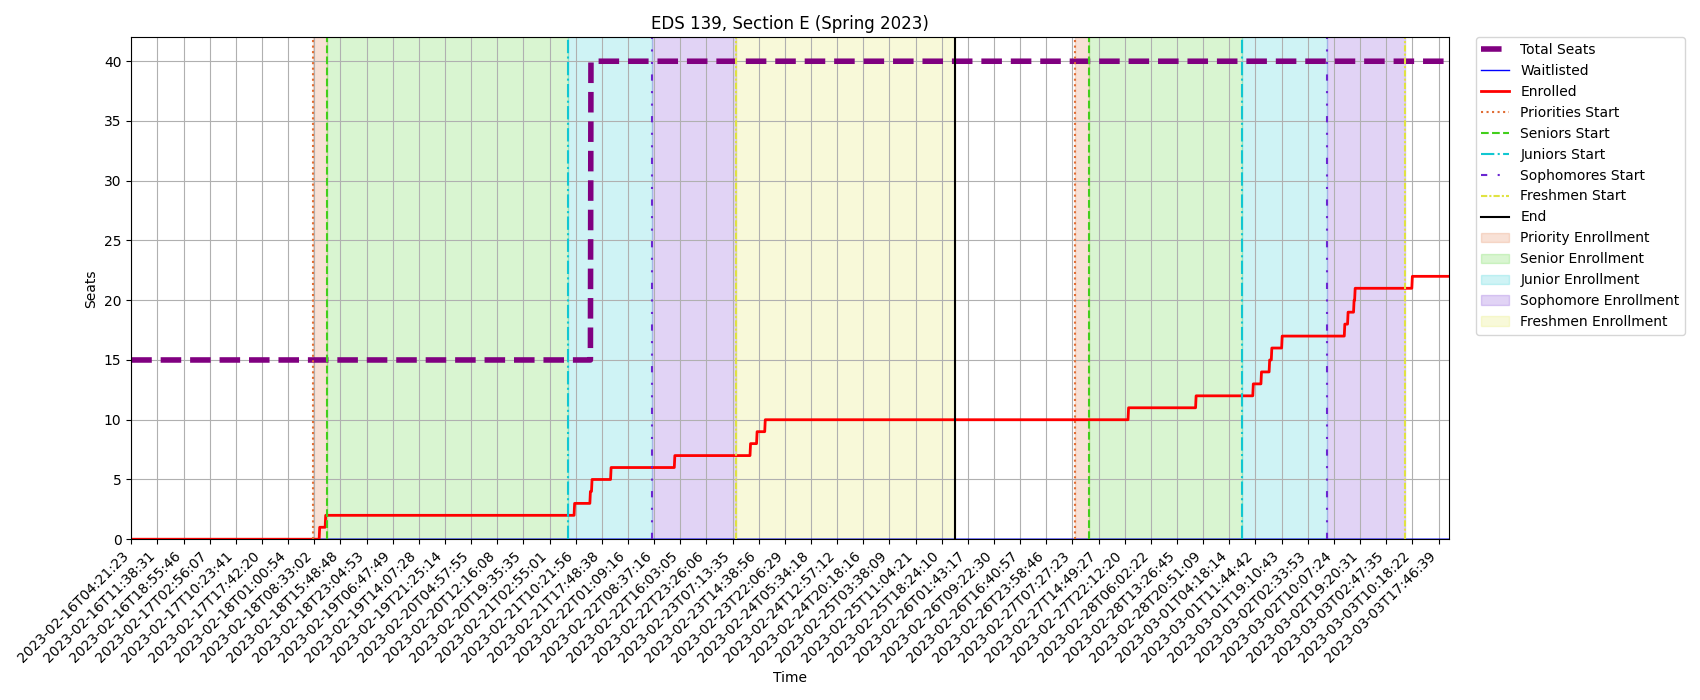 EDS 139, Section E (Spring 2023)
Seats
40
35
30
25
20
15
10
5
0
2023-02-16T04:21:23
2023-02-16T11:38:31
2023-02-16T18:55:46
2023-02-17T02:56:07
2023-02-17T10:23:41
2023-02-17T17:42:20
2023-02-18T01:00:54
2023-02-18T08:33:02
2023-02-18T15:48:48
2023-02-18T23:04:53
2023-02-19T06:47:49
2023-02-19T14:07:28
2023-02-19T21:25:14
2023-02-20T04:57:55
2023-02-20T12:16:08
2023-02-20T19:35:35
2023-02-21T02:55:01
2023-02-21T10:21:56
2023-02-21T17:48:38
2023-02-22T01:09:16
2023-02-22T08:37:16
2023-02-22T16:03:05
2023-02-22T23:26:06
2023-02-23T07:13:35
2023-02-23T14:38:56
2023-02-23T22:06:29
2023-02-24T05:34:18
2023-02-24T12:57:12
2023-02-24T20:18:16
2023-02-25T03:38:09
2023-02-25T11:04:21
2023-02-25T18:24:10
2023-02-26T01:43:17
2023-02-26T09:22:30
2023-02-26T16:40:57
2023-02-26T23:58:46
2023-02-27T07:27:23
2023-02-27T14:49:27
2023-02-27T22:12:20
2023-02-28T06:02:22
2023-02-28T13:26:45
2023-02-28T20:51:09
2023-03-01T04:18:14
2023-03-01T11:44:42
2023-03-01T19:10:43
2023-03-02T02:33:53
2023-03-02T10:07:24
2023-03-02T19:20:31
2023-03-03T02:47:35
2023-03-03T10:18:22
2023-03-03T17:46:39
Time
Total Seats
Waitlisted
Enrolled
Priorities Start
Seniors Start
Juniors Start
Sophomores Start
Freshmen Start
End
Priority Enrollment
Senior Enrollment
Junior Enrollment
Sophomore Enrollment
Freshmen Enrollment